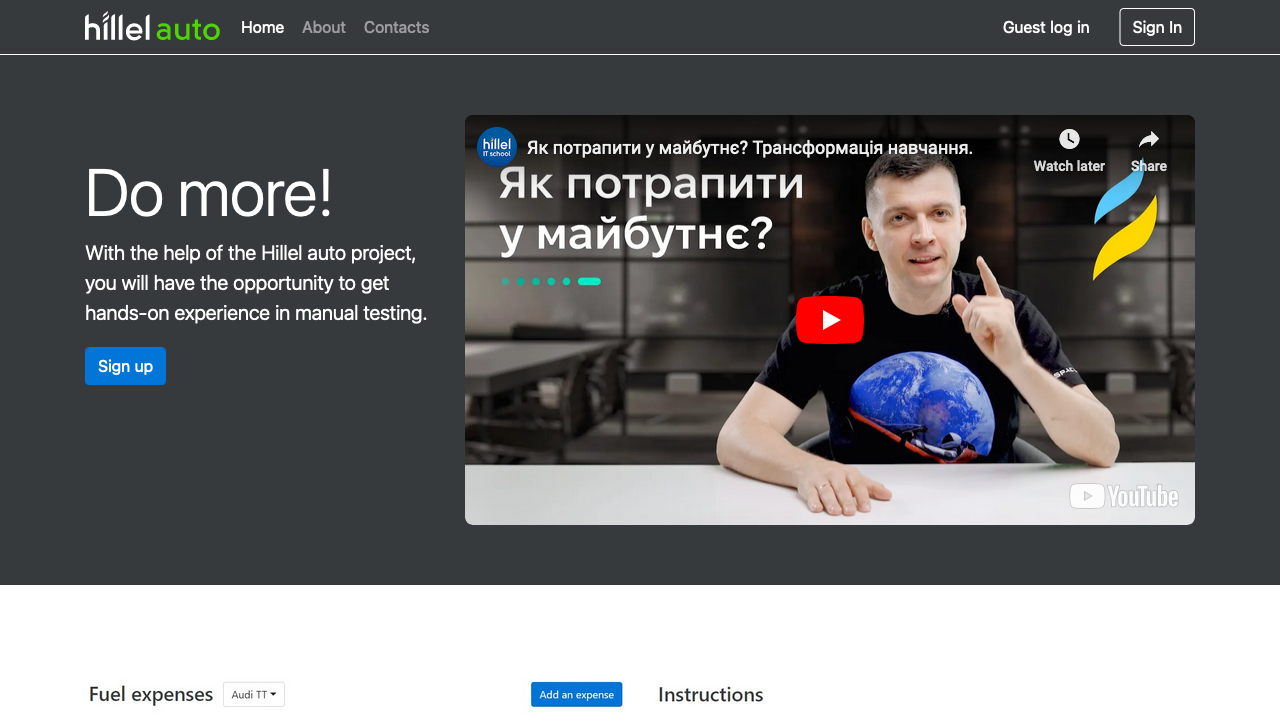 hillel auto
Home
About
Contacts
Guest log in
Sign In
Do more!
With the help of the Hillel auto project,
you will have the opportunity to get
hands-on experience in manual testing.
Sign up
hillel
IT school
Як потрапити у майбутнє? Трансформація навчання.
Watch later
Share
Як потрапити
у майбутнє?
SPACE
YouTube
Fuel expenses
Audi TT
Add an expense
Instructions